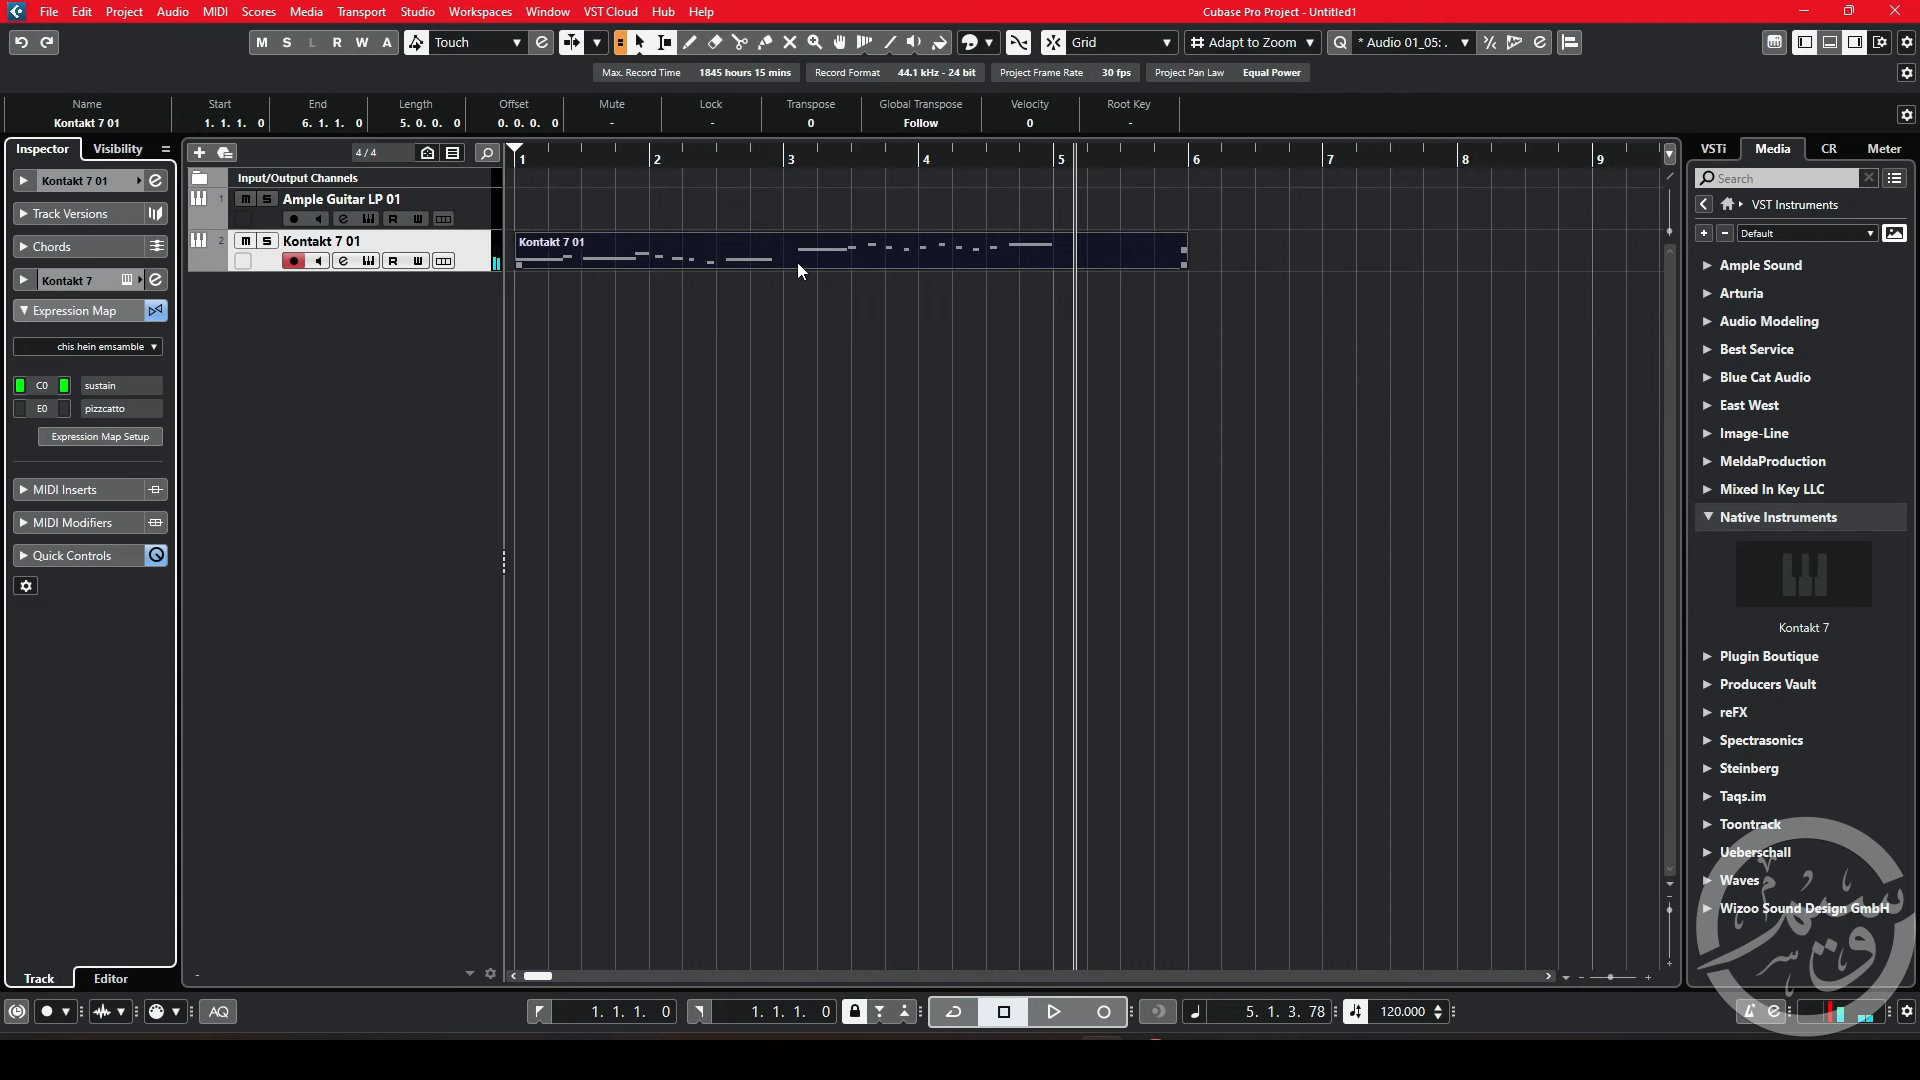 File Edit Project Audio MIDI Scores Media Transport Studio Workspaces Window VST Cloud Hub Help
Cubase Pro Project - Untitled1
M S L R W A Touch Grid Adapt to Zoom Q * Audio 01_05: .
Max. Record Time 1845 hours 15 mins Record Format 44.1 kHz - 24 bit Project Frame Rate 30 fps Project Pan Law Equal Power
Name Start End Length Offset Mute Lock Transpose Global Transpose Velocity Root Key
Kontakt 7 01 1. 1. 1. 0 6. 1. 1. 0 5. 0. 0. 0 0. 0. 0. 0 - - 0 Follow 0 -
Inspector Visibility
Kontakt 7 01
Track Versions
Chords
Kontakt 7
Expression Map
chis hein emsamble
C0 sustain
E0 pizzcatto
Expression Map Setup
MIDI Inserts
MIDI Modifiers
Quick Controls
Track Editor
4 / 4
Input/Output Channels
1 m S Ample Guitar LP 01
R W
2 m S Kontakt 7 01
R W
1 2 3 4 5 6 7 8 9
Kontakt 7 01
VSTi Media CR Meter
Search
VST Instruments
Default
Ample Sound
Arturia
Audio Modeling
Best Service
Blue Cat Audio
East West
Image-Line
MeldaProduction
Mixed In Key LLC
Native Instruments
Kontakt 7
Plugin Boutique
Producers Vault
reFX
Spectrasonics
Steinberg
Taqs.im
Toontrack
Ueberschall
Waves
Wizoo Sound Design GmbH
AQ 1. 1. 1. 0 1. 1. 1. 0 5. 1. 3. 78 120.000